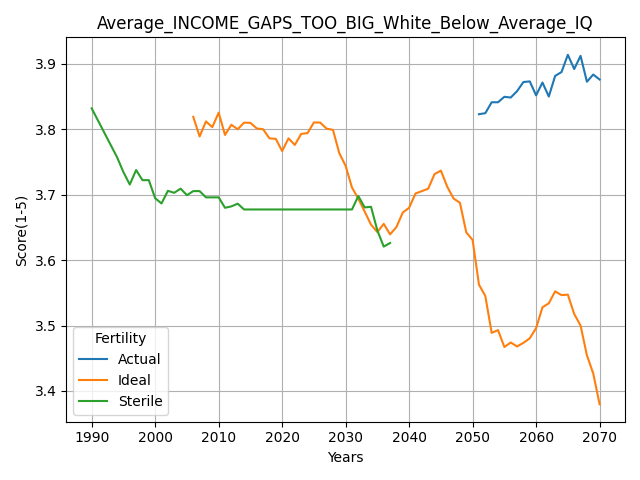 Average_INCOME_GAPS_TOO_BIG_White_Below_Average_IQ
Score(1-5)
3.9
3.8
3.7
3.6
3.5
3.4
Fertility
Actual
Ideal
Sterile
1990 2000 2010 2020 2030 2040 2050 2060 2070
Years